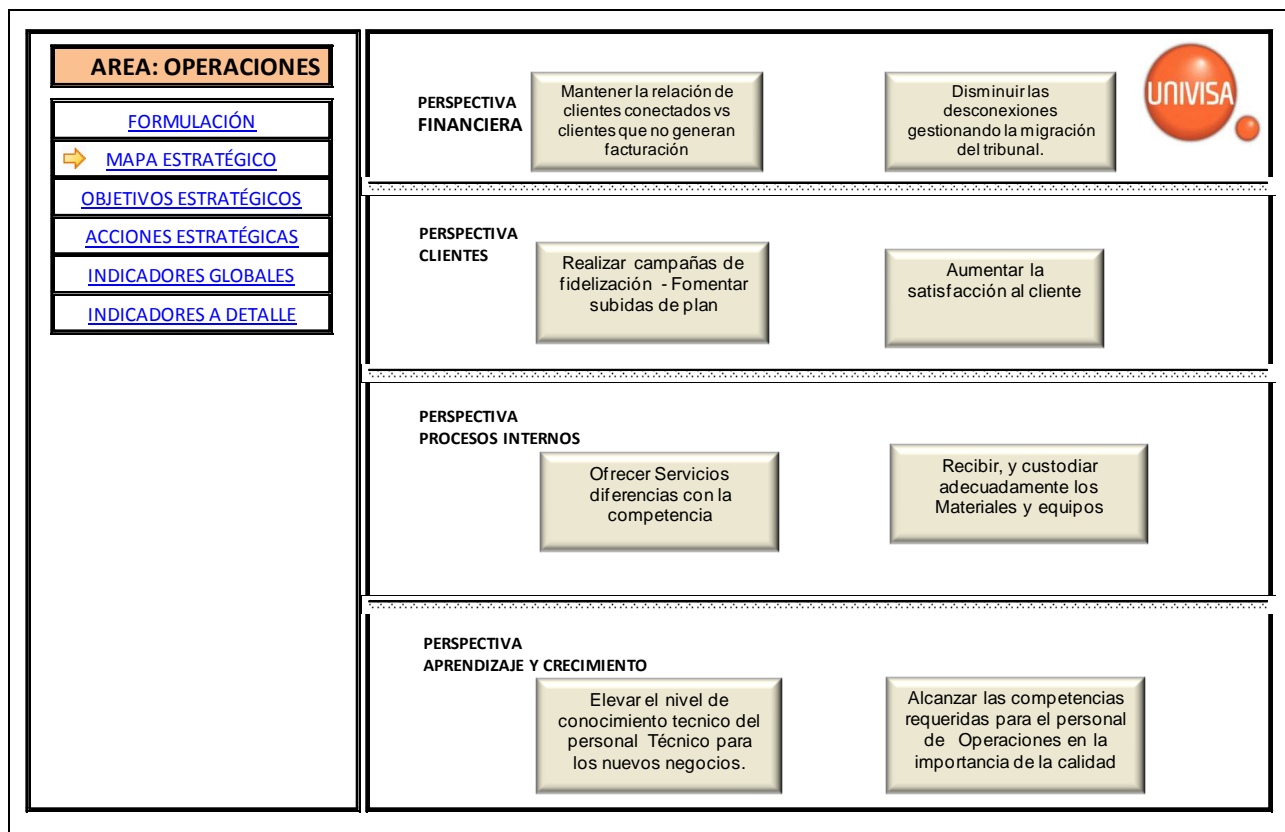 AREA: OPERACIONES
FORMULACIÓN
MAPA ESTRATÉGICO
OBJETIVOS ESTRATÉGICOS
ACCIONES ESTRATÉGICAS
INDICADORES GLOBALES
INDICADORES A DETALLE
UNIVISA
PERSPECTIVA
FINANCIERA
Mantener la relación de
clientes conectados vs
clientes que no generan
facturación
Disminuir las
desconexiones
gestionando la migración
del tribunal.
PERSPECTIVA
CLIENTES
Realizar campañas de
fidelización - Fomentar
subidas de plan
Aumentar la
satisfacción al cliente
PERSPECTIVA
PROCESOS INTERNOS
Ofrecer Servicios
diferencias con la
competencia
Recibir, y custodiar
adecuadamente los
Materiales y equipos
PERSPECTIVA
APRENDIZAJE Y CRECIMIENTO
Elevar el nivel de
conocimiento tecnico del
personal Técnico para
los nuevos negocios.
Alcanzar las competencias
requeridas para el personal
de Operaciones en la
importancia de la calidad